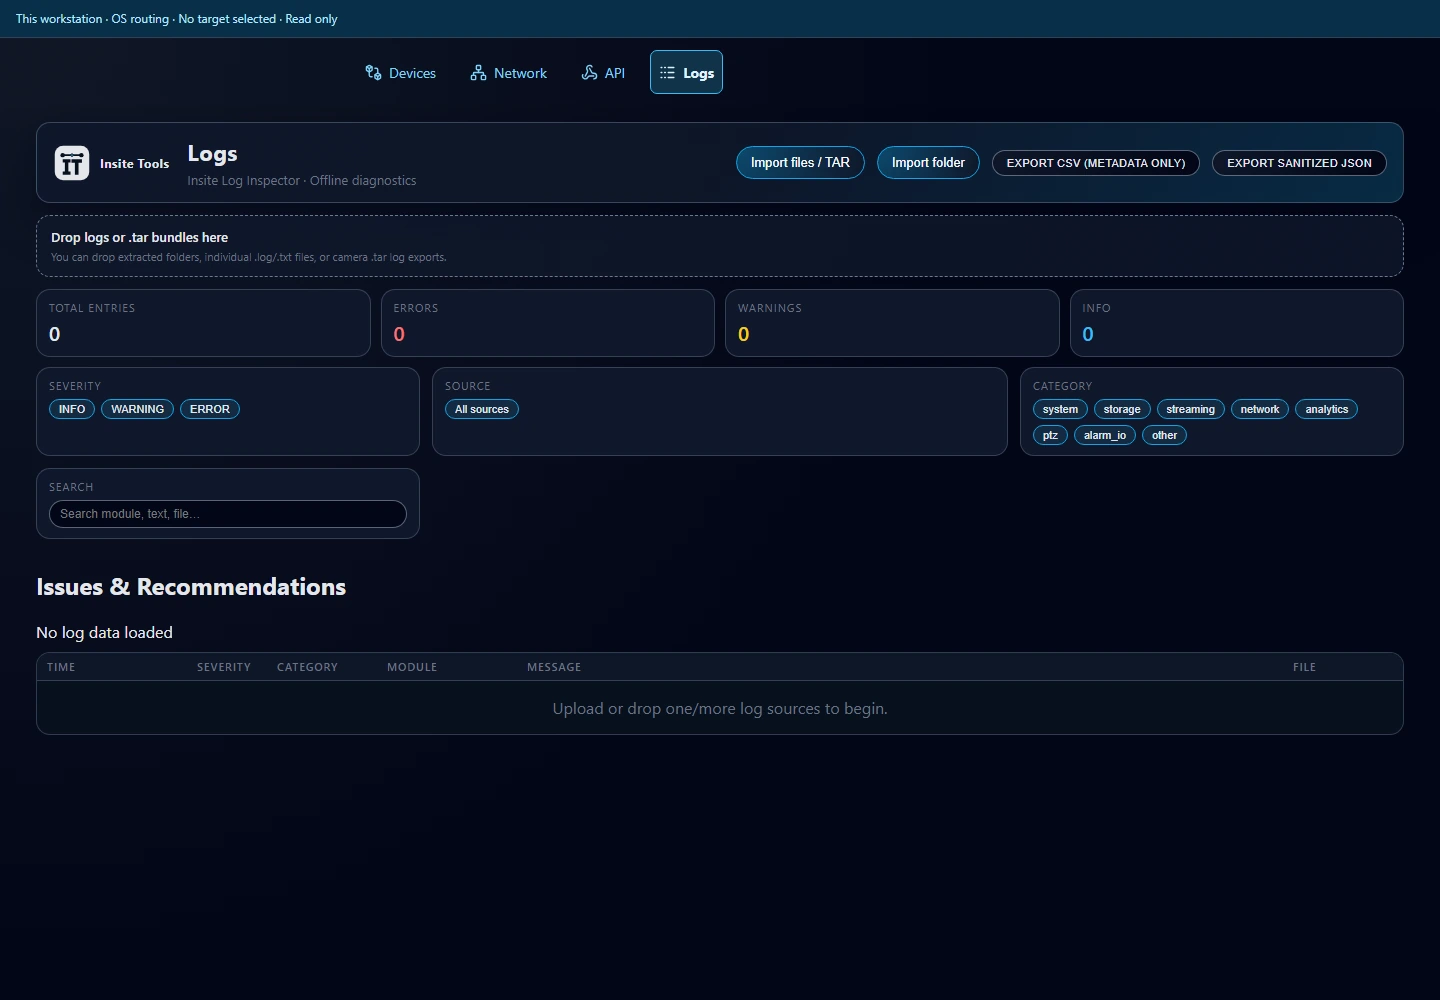 This workstation · OS routing · No target selected · Read only
Devices
Network
API
Logs
IT
Insite Tools
Logs
Insite Log Inspector · Offline diagnostics
Import files / TAR
Import folder
EXPORT CSV (METADATA ONLY)
EXPORT SANITIZED JSON
Drop logs or .tar bundles here
You can drop extracted folders, individual .log/.txt files, or camera .tar log exports.
TOTAL ENTRIES
0
ERRORS
0
WARNINGS
0
INFO
0
SEVERITY
INFO WARNING ERROR
SOURCE
All sources
CATEGORY
system storage streaming network analytics
ptz alarm_io other
SEARCH
Search module, text, file...
Issues & Recommendations
No log data loaded
TIME SEVERITY CATEGORY MODULE MESSAGE FILE
Upload or drop one/more log sources to begin.